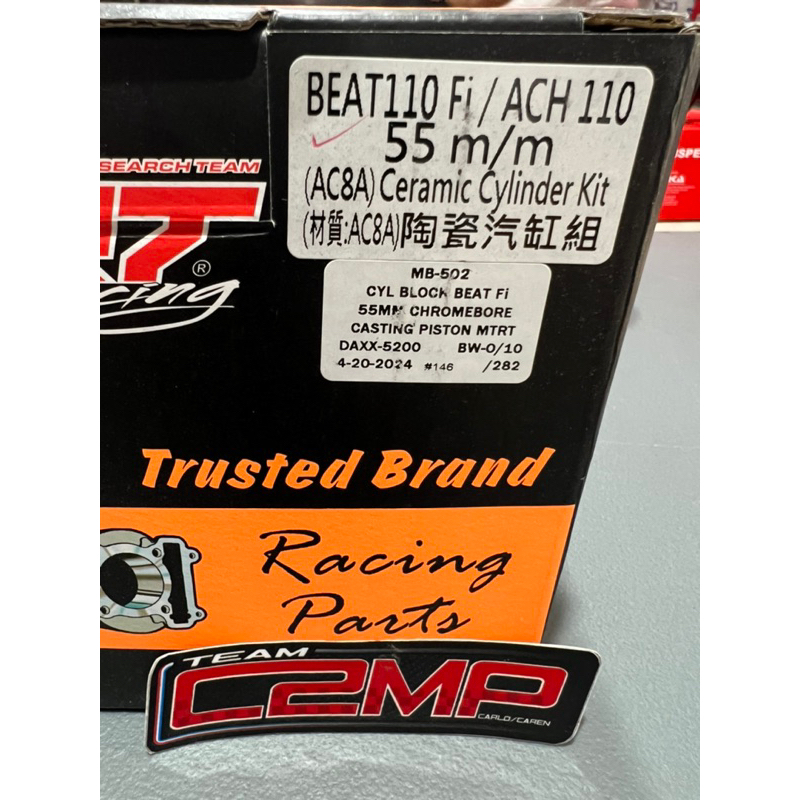 BEAT110 Fi / ACH 110
55 m/m
(AC8A) Ceramic Cylinder Kit
(材質:AC8A)陶瓷汽缸組
SEARCH TEAM
RT®
cing
MB-502
CYL BLOCK BEAT Fi
55MM CHROMEBORE
CASTING PISTON MTRT
DAXX-5200 BW-0/10
4-20-2024 #146 /282
Trusted Brand
Racing
Parts
TEAM
C2MP
CARLO/CAREN